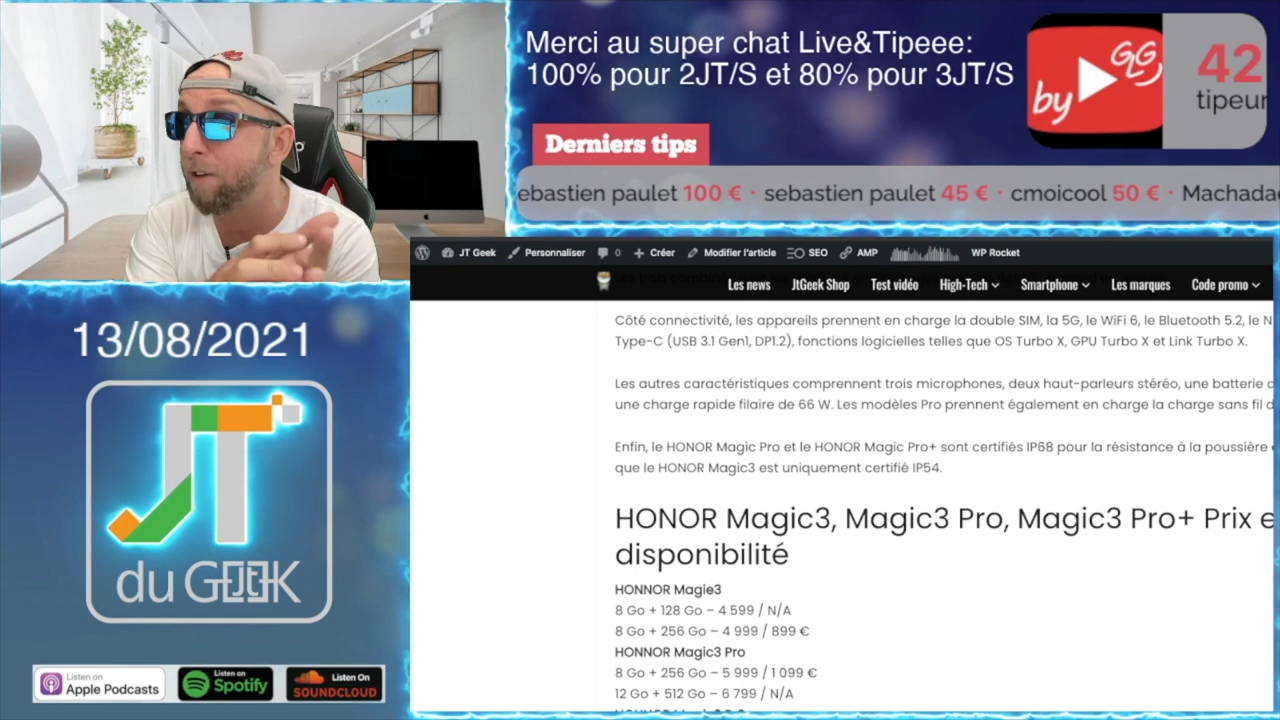 Merci au super chat Live&Tipeee:
100% pour 2JT/S et 80% pour 3JT/S
by GLG
42
tipeur
Derniers tips
ebastien paulet 100 € · sebastien paulet 45 € · cmoicool 50 € · Machada
JT Geek Personnaliser 0 Créer Modifier l'article SEO AMP WP Rocket
Les news JtGeek Shop Test vidéo High-Tech Smartphone Les marques Code promo
Côté connectivité, les appareils prennent en charge la double SIM, la 5G, le WiFi 6, le Bluetooth 5.2, le N
Type-C (USB 3.1 Gen1, DP1.2), fonctions logicielles telles que OS Turbo X, GPU Turbo X et Link Turbo X.
Les autres caractéristiques comprennent trois microphones, deux haut-parleurs stéréo, une batterie
une charge rapide filaire de 66 W. Les modèles Pro prennent également en charge la charge sans fil d
Enfin, le HONOR Magic Pro et le HONOR Magic Pro+ sont certifiés IP68 pour la résistance à la poussière
que le HONOR Magic3 est uniquement certifié IP54.
HONOR Magic3, Magic3 Pro, Magic3 Pro+ Prix e
disponibilité
HONNOR Magie3
8 Go + 128 Go – 4 599 / N/A
8 Go + 256 Go – 4 999 / 899 €
HONNOR Magic3 Pro
8 Go + 256 Go – 5 999 / 1 099 €
12 Go + 512 Go – 6 799 / N/A
13/08/2021
JT
du GEEK
Listen on
Apple Podcasts
Listen on
Spotify
Listen On
SOUNDCLOUD